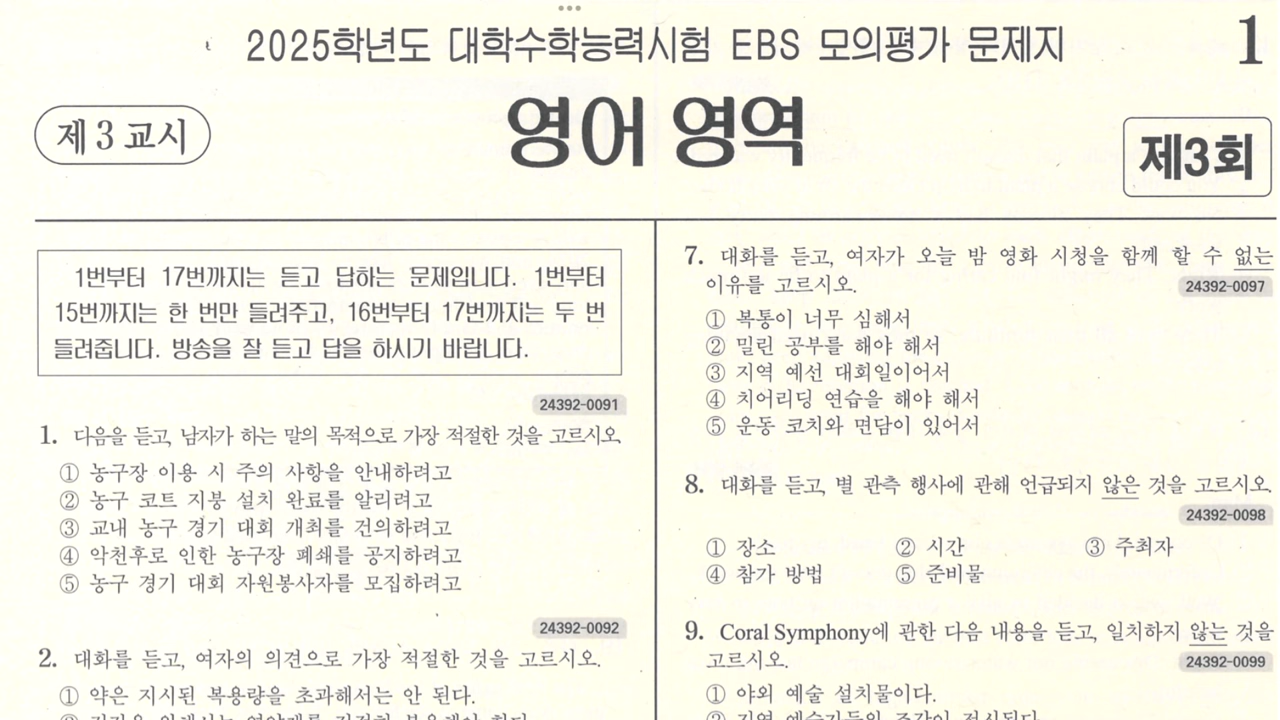 2025학년도 대학수학능력시험 EBS 모의평가 문제지
1
제 3 교시
영어 영역
제3회
1번부터 17번까지는 듣고 답하는 문제입니다. 1번부터
15번까지는 한 번만 들려주고, 16번부터 17번까지는 두 번
들려줍니다. 방송을 잘 듣고 답을 하시기 바랍니다.
24392-0091
1. 다음을 듣고, 남자가 하는 말의 목적으로 가장 적절한 것을 고르시오.
① 농구장 이용 시 주의 사항을 안내하려고
② 농구 코트 지붕 설치 완료를 알리려고
③ 교내 농구 경기 대회 개최를 건의하려고
④ 악천후로 인한 농구장 폐쇄를 공지하려고
⑤ 농구 경기 대회 자원봉사자를 모집하려고
24392-0092
2. 대화를 듣고, 여자의 의견으로 가장 적절한 것을 고르시오.
① 약은 지시된 복용량을 초과해서는 안 된다.
7. 대화를 듣고, 여자가 오늘 밤 영화 시청을 함께 할 수 없는
이유를 고르시오.
24392-0097
① 복통이 너무 심해서
② 밀린 공부를 해야 해서
③ 지역 예선 대회일이어서
④ 치어리딩 연습을 해야 해서
⑤ 운동 코치와 면담이 있어서
8. 대화를 듣고, 별 관측 행사에 관해 언급되지 않은 것을 고르시오.
24392-0098
① 장소 ② 시간 ③ 주최자
④ 참가 방법 ⑤ 준비물
9. Coral Symphony에 관한 다음 내용을 듣고, 일치하지 않는 것을
고르시오.
24392-0099
① 야외 예술 설치물이다.